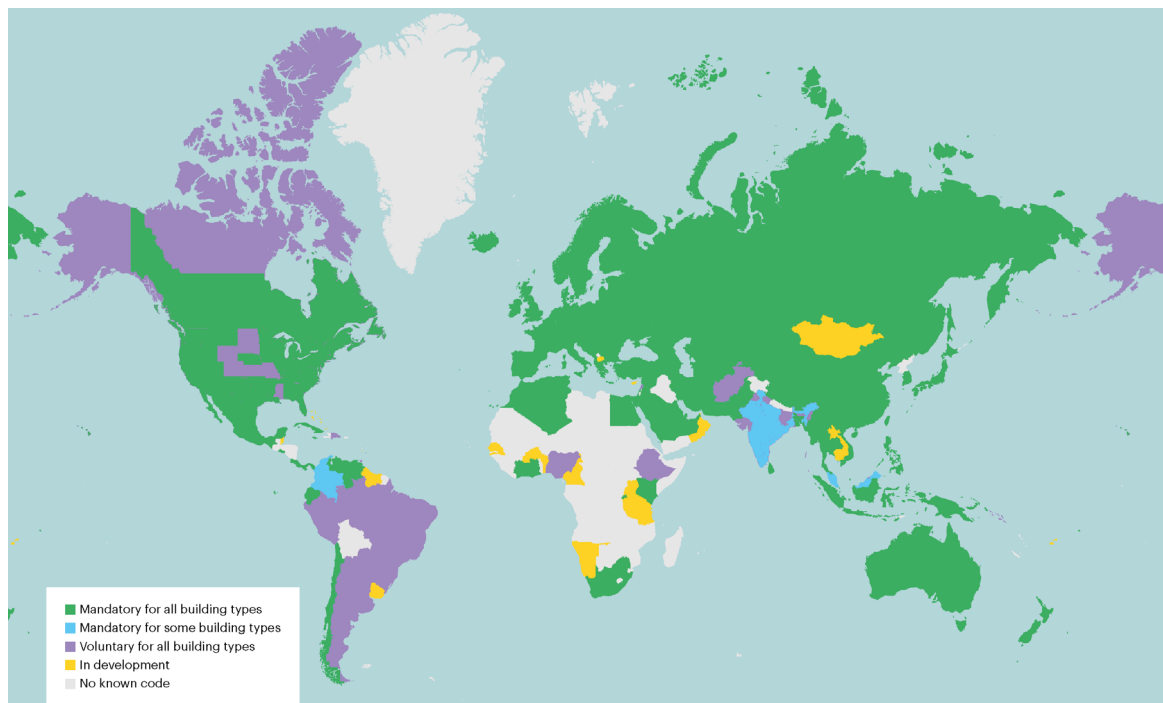 Mandatory for all building types
Mandatory for some building types
Voluntary for all building types
In development
No known code